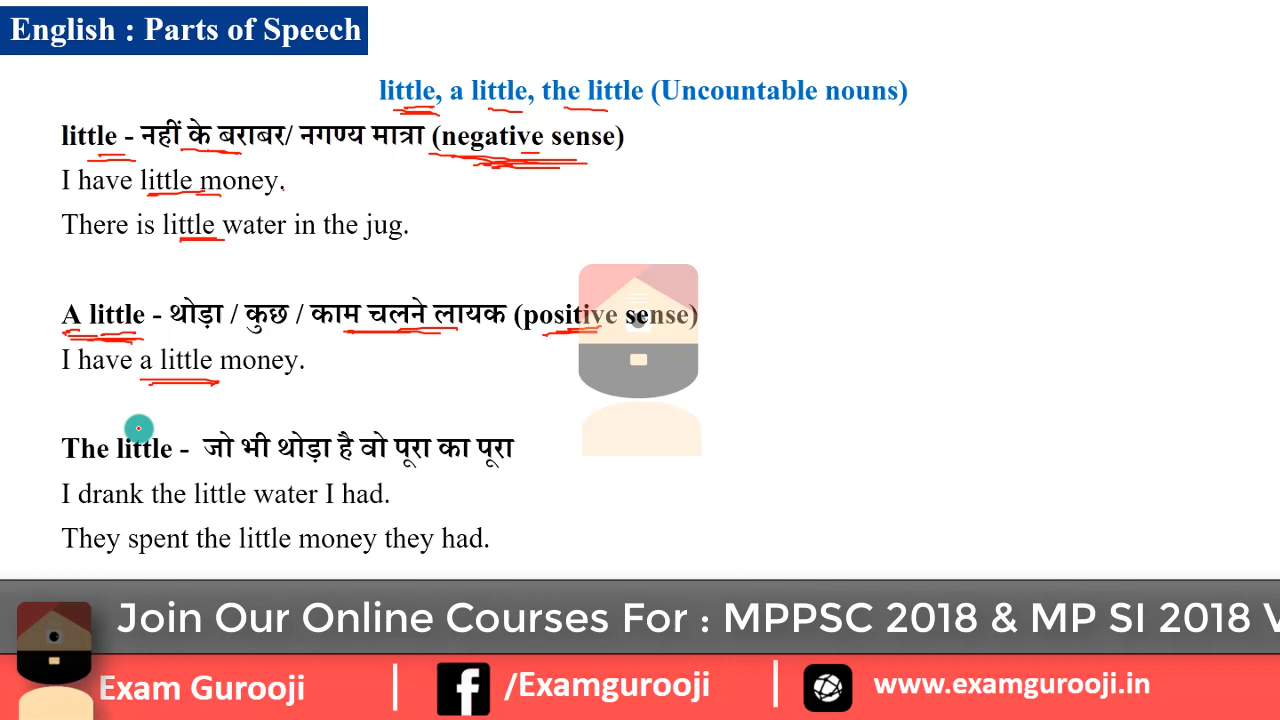 English : Parts of Speech
little, a little, the little (Uncountable nouns)
little - नहीं के बराबर/ नगण्य मात्रा (negative sense)
I have little money.
There is little water in the jug.
A little - थोड़ा / कुछ / काम चलने लायक (positive sense)
I have a little money.
The little - जो भी थोड़ा है वो पूरा का पूरा
I drank the little water I had.
They spent the little money they had.
Join Our Online Courses For : MPPSC 2018 & MP SI 2018 V
Exam Gurooji
/Examgurooji
www.examgurooji.in